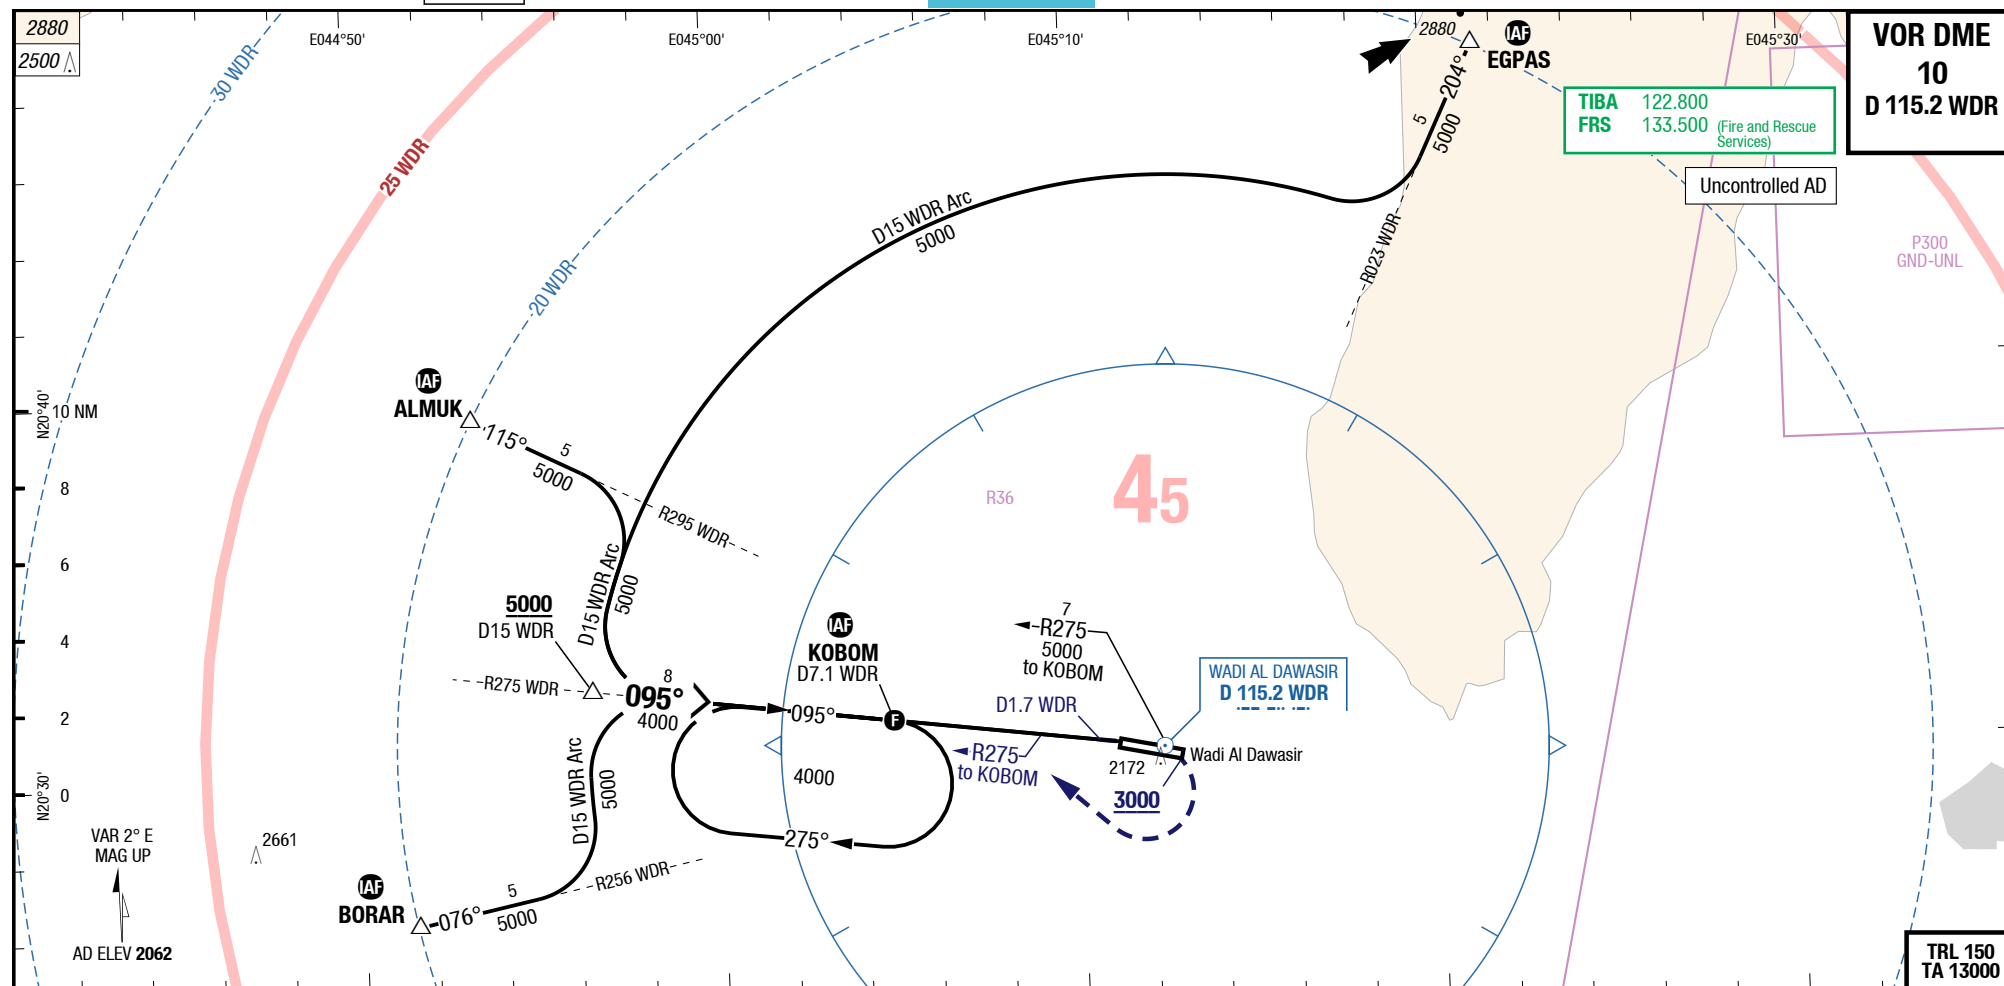 2880
2500
E044°50'
E045°00'
E045°10'
E045°30'
30 WDR
25 WDR
20 WDR
2880
IAF
EGPAS
204°
5
5000
R023 WDR
VOR DME
10
D 115.2 WDR
TIBA 122.800
FRS 133.500 (Fire and Rescue
Services)
Uncontrolled AD
P300
GND-UNL
D15 WDR Arc
5000
IAF
ALMUK
115°
5
5000
R295 WDR
N20°40'
10 NM
8
6
4
2
0
N20°30'
R36
45
D15 WDR Arc
5000
5000
D15 WDR
R275 WDR
8
095°
4000
IAF
KOBOM
D7.1 WDR
095°
F
7
R275
5000
to KOBOM
D1.7 WDR
WADI AL DAWASIR
D 115.2 WDR
R275
to KOBOM
2172
Wadi Al Dawasir
3000
4000
275°
D15 WDR Arc
5000
R256 WDR
IAF
BORAR
076°
5
5000
2661
VAR 2° E
MAG UP
AD ELEV 2062
TRL 150
TA 13000